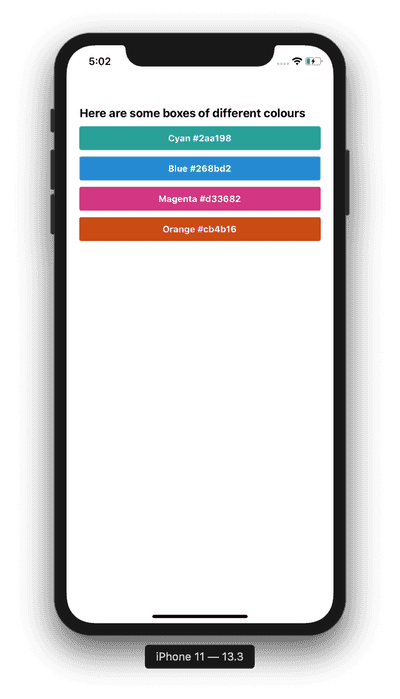 5:02
Here are some boxes of different colours
Cyan #2aa198
Blue #268bd2
Magenta #d33682
Orange #cb4b16
iPhone 11 — 13.3